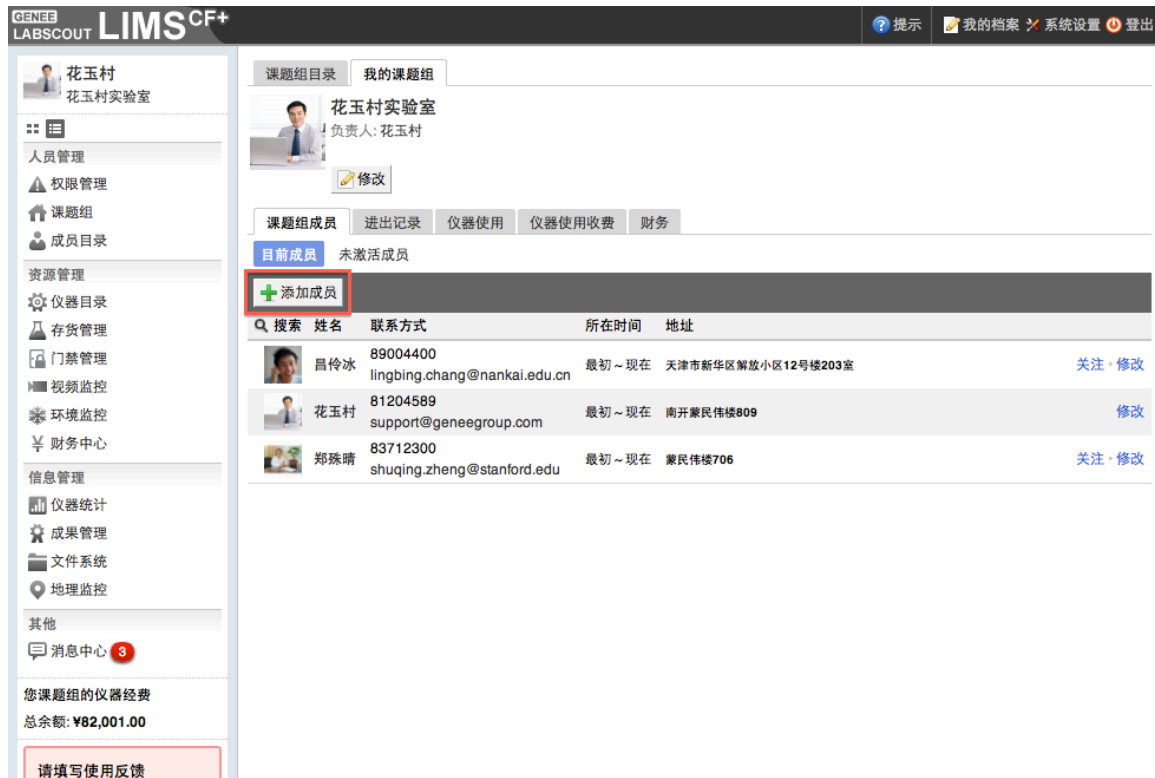 GENEE
LABSCOUT LIMS CF+
提示 我的档案 系统设置 登出
花玉村
花玉村实验室
人员管理
权限管理
课题组
成员目录
资源管理
仪器目录
存货管理
门禁管理
视频监控
环境监控
财务中心
信息管理
仪器统计
成果管理
文件系统
地理监控
其他
消息中心 3
您课题组的仪器经费
总余额: ¥82,001.00
请填写使用反馈
课题组目录 我的课题组
花玉村实验室
负责人: 花玉村
修改
课题组成员 进出记录 仪器使用 仪器使用收费 财务
目前成员 未激活成员
添加成员
搜索 姓名 联系方式 所在时间 地址
昌伶冰 89004400 最初 ~ 现在 天津市新华区解放小区12号楼203室 关注 · 修改
lingbing.chang@nankai.edu.cn
花玉村 81204589 最初 ~ 现在 南开蒙民伟楼809 修改
support@geneegroup.com
郑殊晴 83712300 最初 ~ 现在 蒙民伟楼706 关注 · 修改
shuqing.zheng@stanford.edu